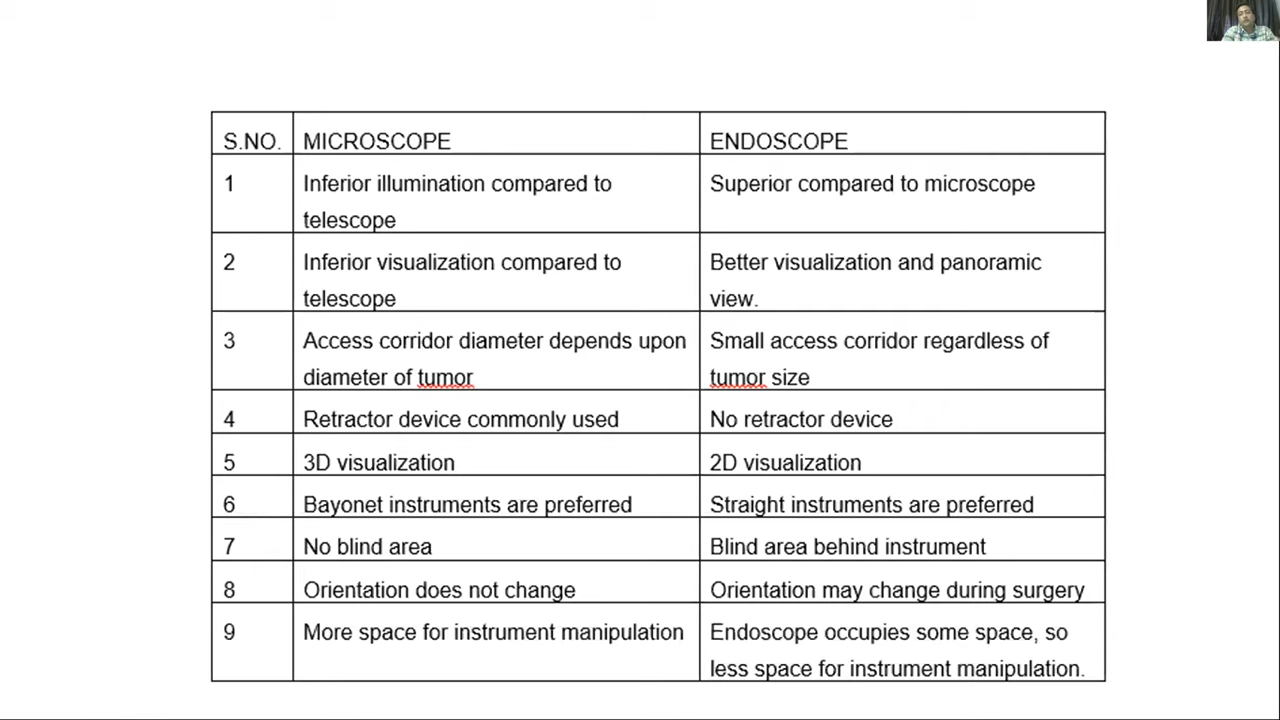 S.NO. MICROSCOPE ENDOSCOPE
1 Inferior illumination compared to Superior compared to microscope
telescope
2 Inferior visualization compared to Better visualization and panoramic
telescope view.
3 Access corridor diameter depends upon Small access corridor regardless of
diameter of tumor tumor size
4 Retractor device commonly used No retractor device
5 3D visualization 2D visualization
6 Bayonet instruments are preferred Straight instruments are preferred
7 No blind area Blind area behind instrument
8 Orientation does not change Orientation may change during surgery
9 More space for instrument manipulation Endoscope occupies some space, so
less space for instrument manipulation.